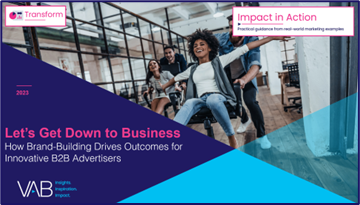 Transform
Impact in Action
Practical guidance from real-world marketing examples
2023
Let's Get Down to Business
How Brand-Building Drives Outcomes for
Innovative B2B Advertisers
VAB
Insights.
Inspiration.
Impact.